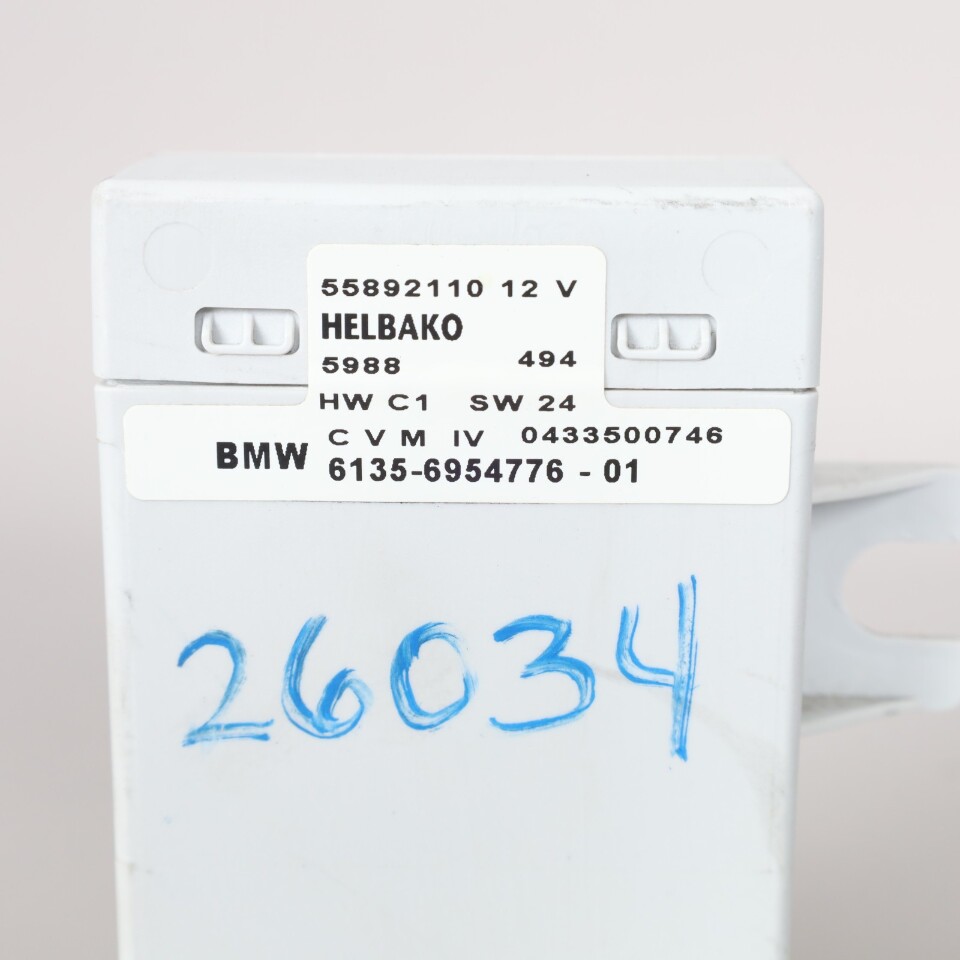 55892110 12 V
HELBAKO
5988 494
HW C1 SW 24
C V M IV 0433500746
BMW 6135-6954776 - 01
26034